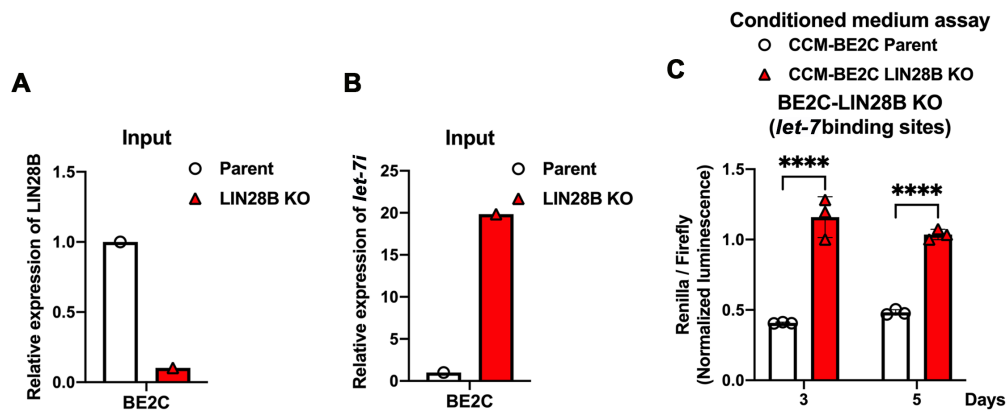 A
Input
Parent
LIN28B KO
Relative expression of LIN28B
1.5
1.0
0.5
0.0
BE2C
B
Input
Parent
LIN28B KO
Relative expression of let-7i
25
20
15
10
5
0
BE2C
C
Conditioned medium assay
CCM-BE2C Parent
CCM-BE2C LIN28B KO
BE2C-LIN28B KO
(let-7binding sites)
Renilla / Firefly
(Normalized luminescence)
1.5
1.0
0.5
0.0
****
****
3
5
Days